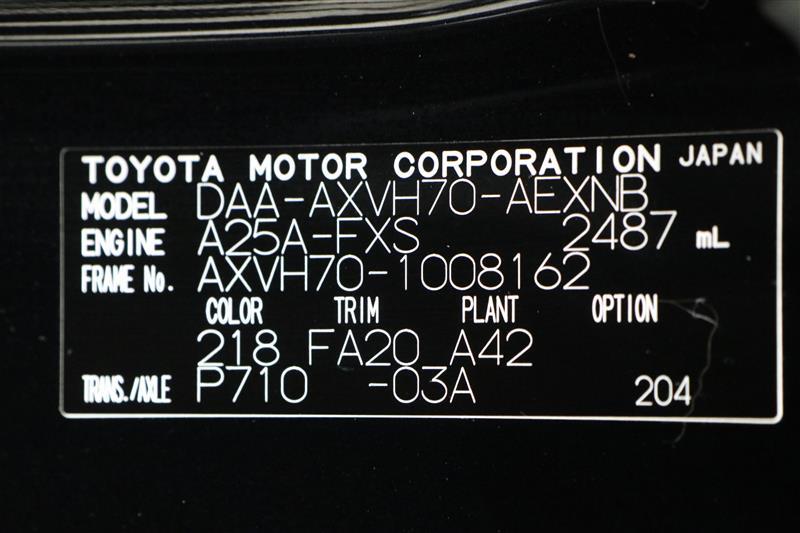 TOYOTA MOTOR CORPORATION JAPAN
MODEL DAA-AXVH70-AEXNB
ENGINE A25A-FXS 2487 mL
FRAME No. AXVH70-1008162
COLOR TRIM PLANT OPTION
218 FA20 A42
TRANS./AXLE P710 -03A 204